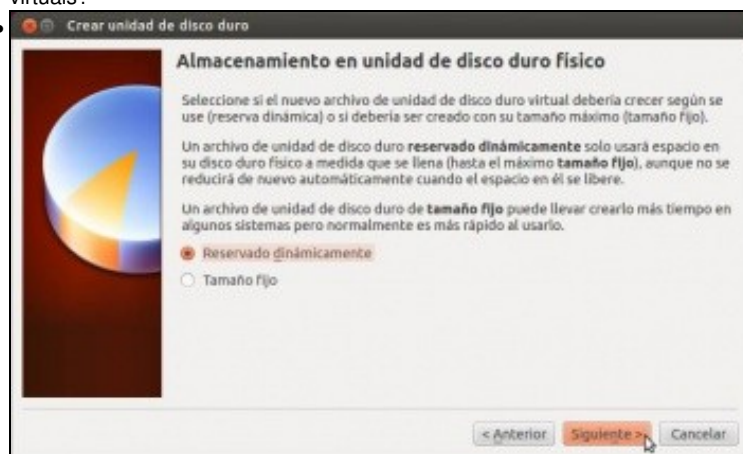 virtuais?
Crear unidad de disco duro
Almacenamiento en unidad de disco duro físico
Seleccione si el nuevo archivo de unidad de disco duro virtual debería crecer según se
use (reserva dinámica) o si debería ser creado con su tamaño máximo (tamaño fijo).
Un archivo de unidad de disco duro reservado dinámicamente solo usará espacio en
su disco duro físico a medida que se llena (hasta el máximo tamaño fijo), aunque no se
reducirá de nuevo automáticamente cuando el espacio en él se libere.
Un archivo de unidad de disco duro de tamaño fijo puede llevar crearlo más tiempo en
algunos sistemas pero normalmente es más rápido al usarlo.
Reservado dinámicamente
Tamaño fijo
< Anterior Siguiente > Cancelar